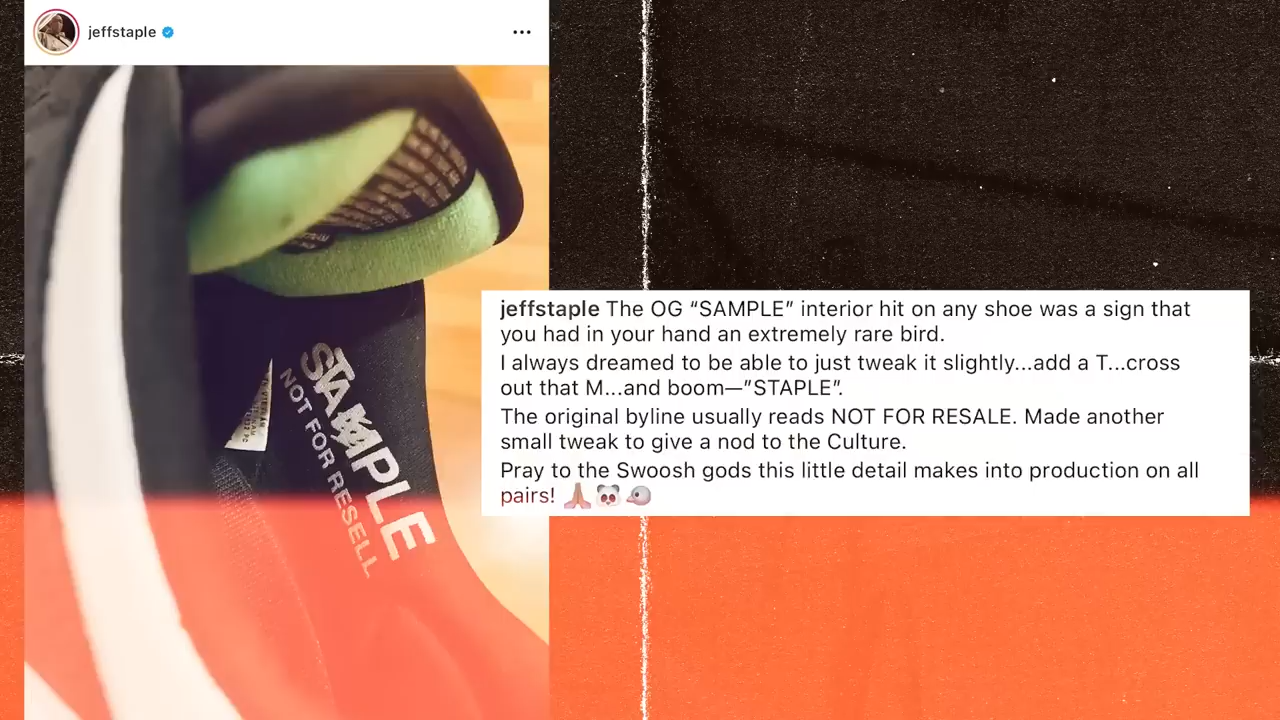 jeffstaple
STAMPLE
NOT FOR RESELL
jeffstaple The OG “SAMPLE” interior hit on any shoe was a sign that
you had in your hand an extremely rare bird.
I always dreamed to be able to just tweak it slightly...add a T...cross
out that M...and boom—”STAPLE”.
The original byline usually reads NOT FOR RESALE. Made another
small tweak to give a nod to the Culture.
Pray to the Swoosh gods this little detail makes into production on all
pairs! 🙏🏽🐼🐦